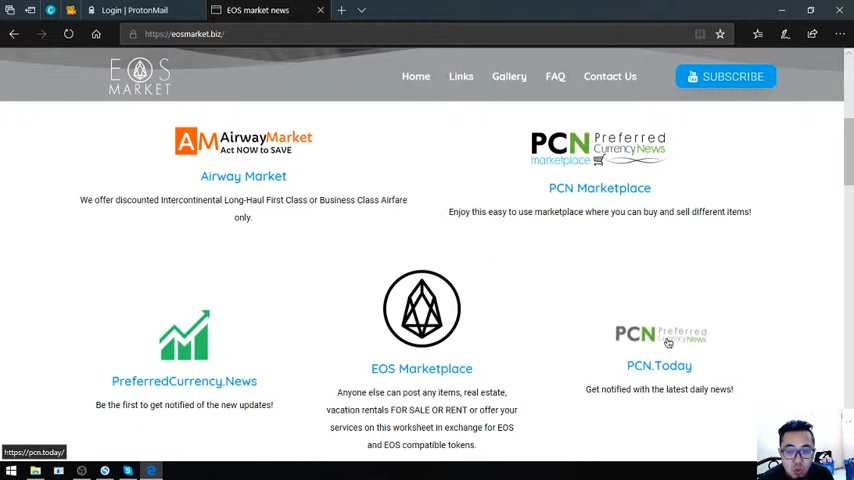 Login | ProtonMail
EOS market news
https://eosmarket.biz/
EOS
MARKET
Home
Links
Gallery
FAQ
Contact Us
SUBSCRIBE
AM AirwayMarket
Act NOW to SAVE
Airway Market
We offer discounted Intercontinental Long-Haul First Class or Business Class Airfare
only.
PCN Preferred
Currency News
marketplace
PCN Marketplace
Enjoy this easy to use marketplace where you can buy and sell different items!
PreferredCurrency.News
Be the first to get notified of the new updates!
EOS Marketplace
Anyone else can post any items, real estate,
vacation rentals FOR SALE OR RENT or offer your
services on this worksheet in exchange for EOS
and EOS compatible tokens.
PCN Preferred
Currency News
PCN.Today
Get notified with the latest daily news!
https://pcn.today/